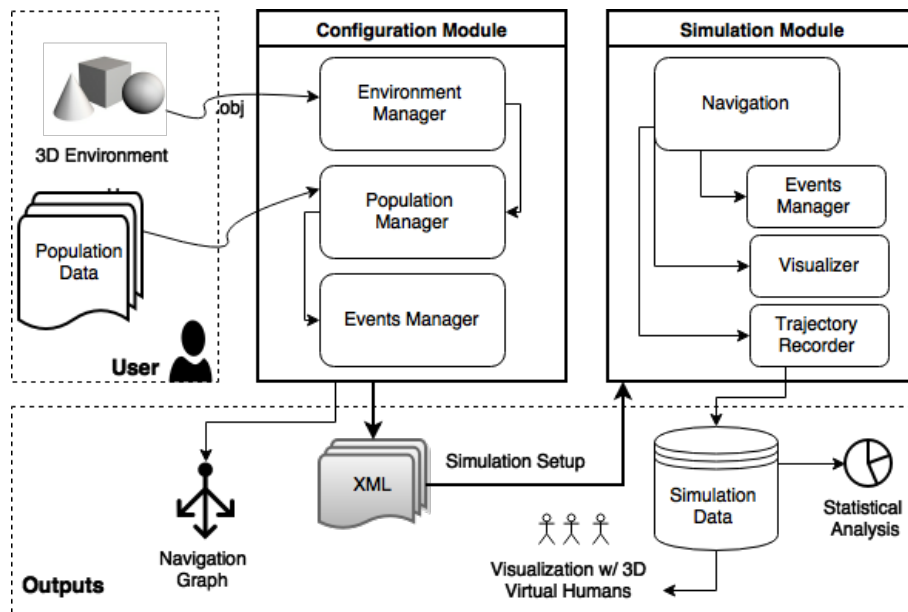 Configuration Module
Simulation Module
Environment
Manager
Navigation
.obj
3D Environment
Population
Manager
Events
Manager
Population
Data
Visualizer
Events Manager
Trajectory
Recorder
User
XML
Simulation Setup
Simulation
Data
Statistical
Analysis
Navigation
Graph
Visualization w/ 3D
Virtual Humans
Outputs